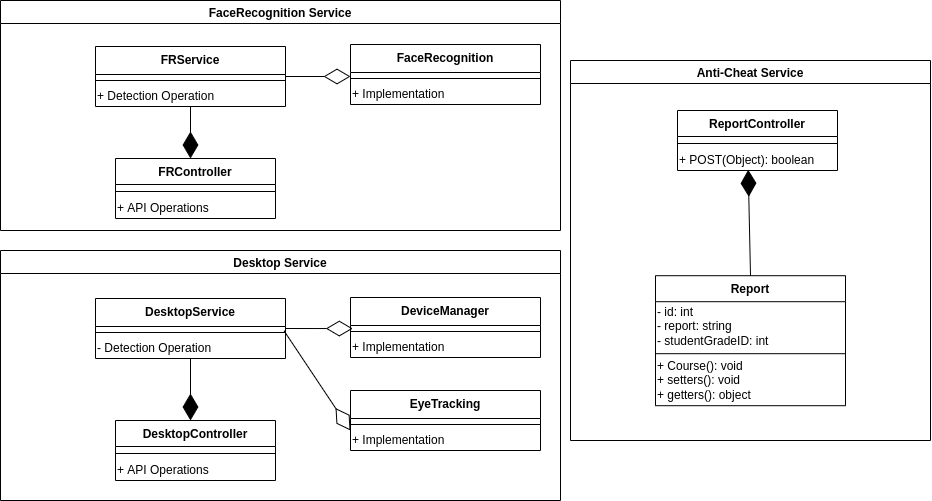 FaceRecognition Service
FRService
+ Detection Operation
FaceRecognition
+ Implementation
FRController
+ API Operations
Desktop Service
DesktopService
- Detection Operation
DeviceManager
+ Implementation
EyeTracking
+ Implementation
DesktopController
+ API Operations
Anti-Cheat Service
ReportController
+ POST(Object): boolean
Report
- id: int
- report: string
- studentGradeID: int
+ Course(): void
+ setters(): void
+ getters(): object